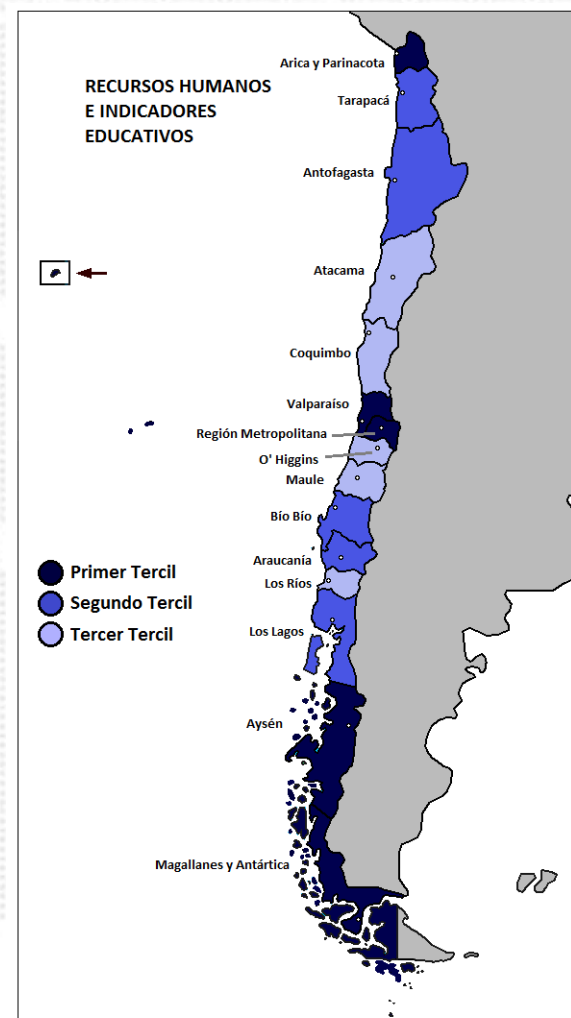 RECURSOS HUMANOS
E INDICADORES
EDUCATIVOS
Arica y Parinacota
Tarapacá
Antofagasta
Atacama
Coquimbo
Valparaíso
Región Metropolitana
O' Higgins
Maule
Bío Bío
Araucanía
Los Ríos
Los Lagos
Aysén
Magallanes y Antártica
Primer Tercil
Segundo Tercil
Tercer Tercil